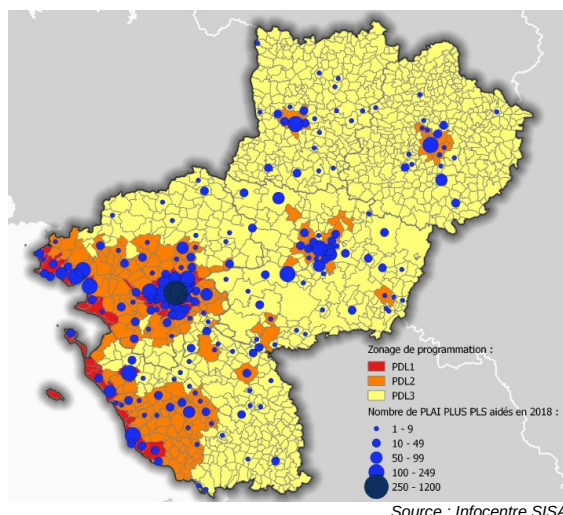 Zonage de programmation :
PDL1
PDL2
PDL3
Nombre de PLAI PLUS PLS aidés en 2018 :
1 - 9
10 - 49
50 - 99
100 - 249
250 - 1200
Source : Infocentre SISA